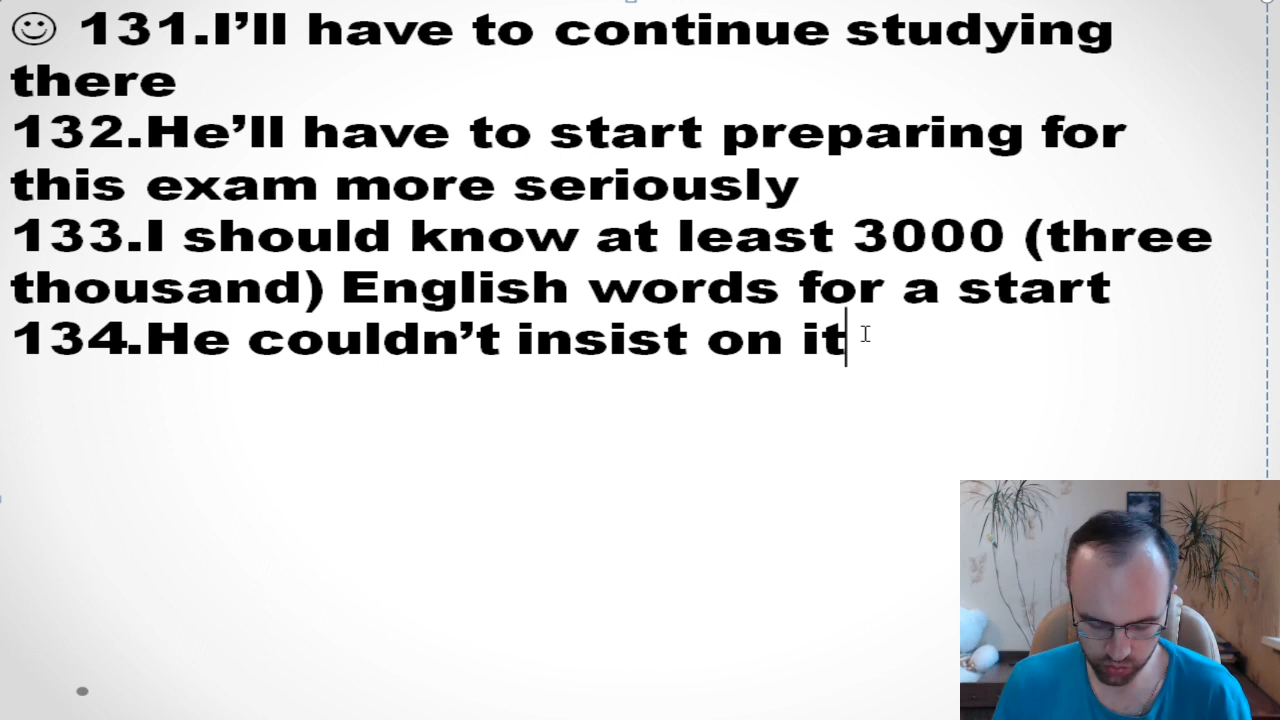 ☺ 131.I’ll have to continue studying
there
132.He’ll have to start preparing for
this exam more seriously
133.I should know at least 3000 (three
thousand) English words for a start
134.He couldn’t insist on it